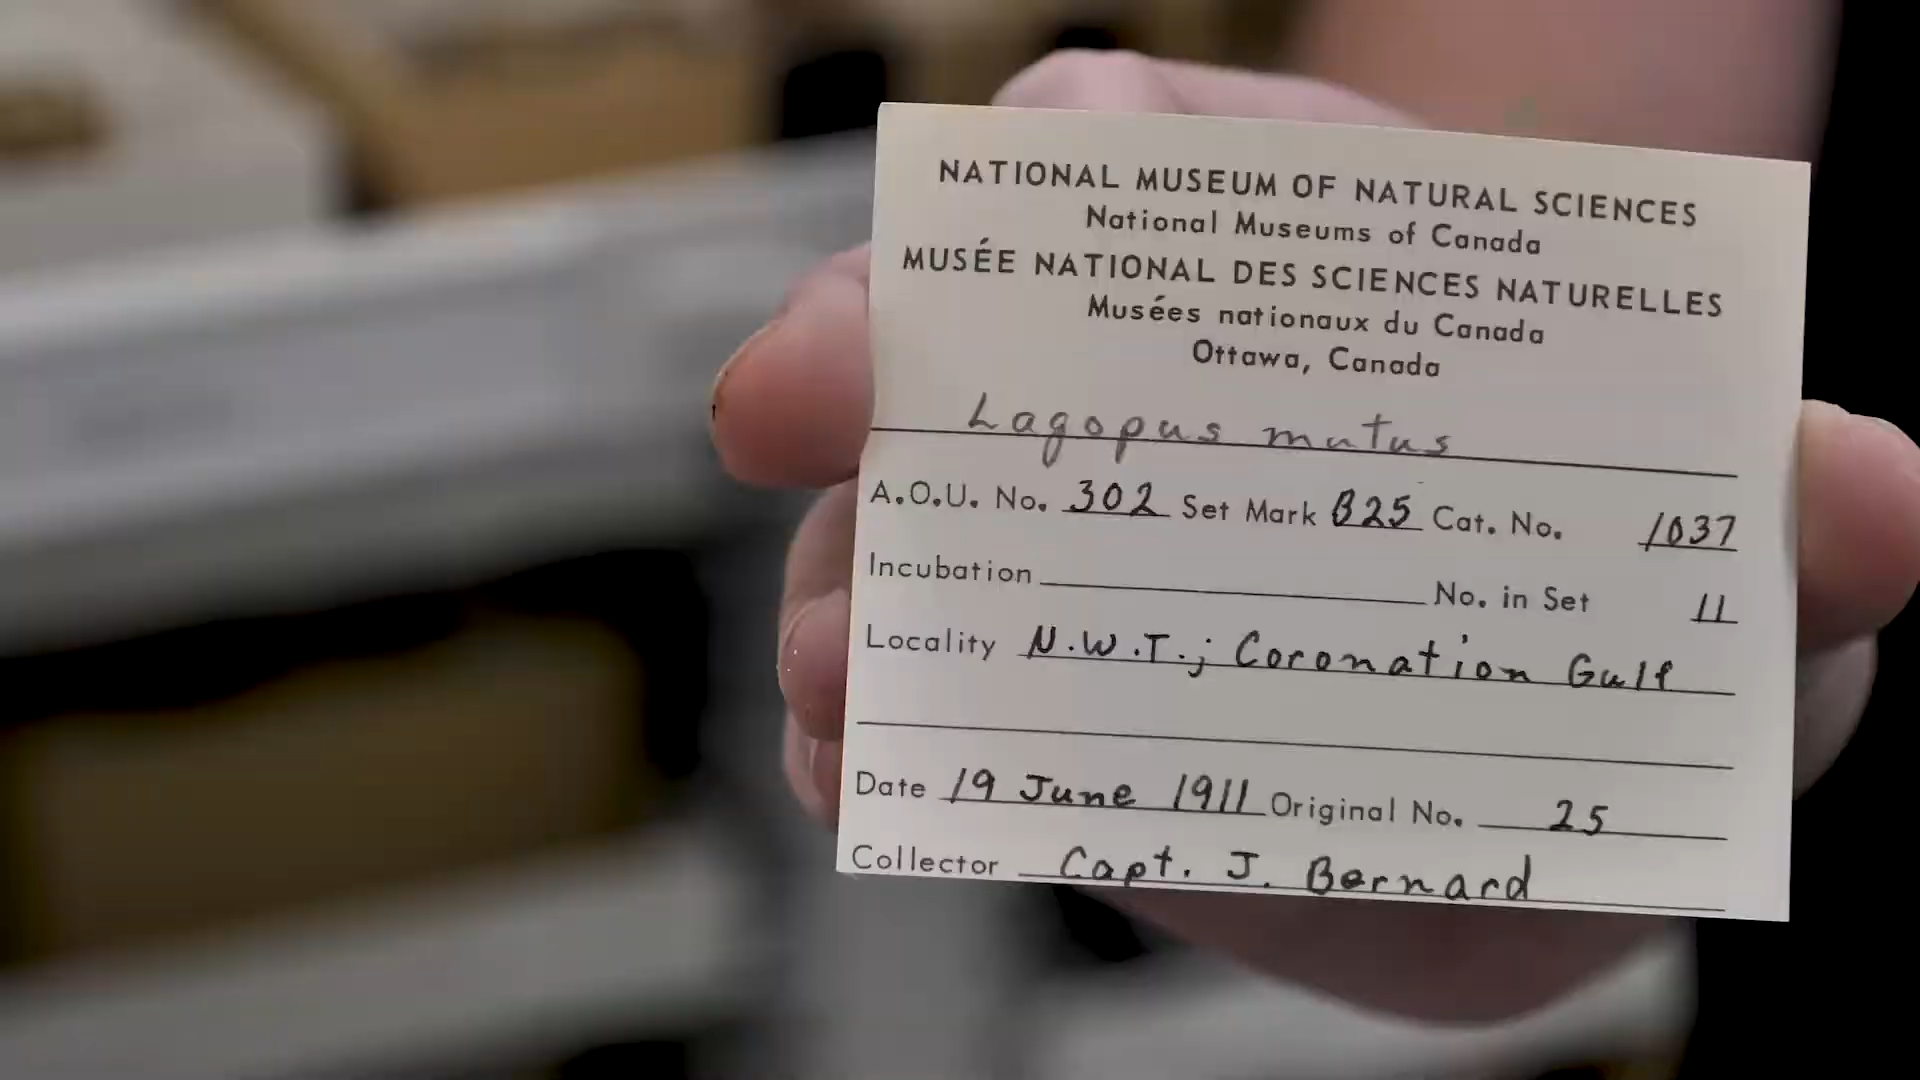 NATIONAL MUSEUM OF NATURAL SCIENCES
National Museums of Canada
MUSÉE NATIONAL DES SCIENCES NATURELLES
Musées nationaux du Canada
Ottawa, Canada
Lagopus mutus
A.O.U. No. 302 Set Mark B25 Cat. No. 1037
Incubation No. in Set 11
Locality N.W.T.; Coronation Gulf
Date 19 June 1911 Original No. 25
Collector Capt. J. Bernard